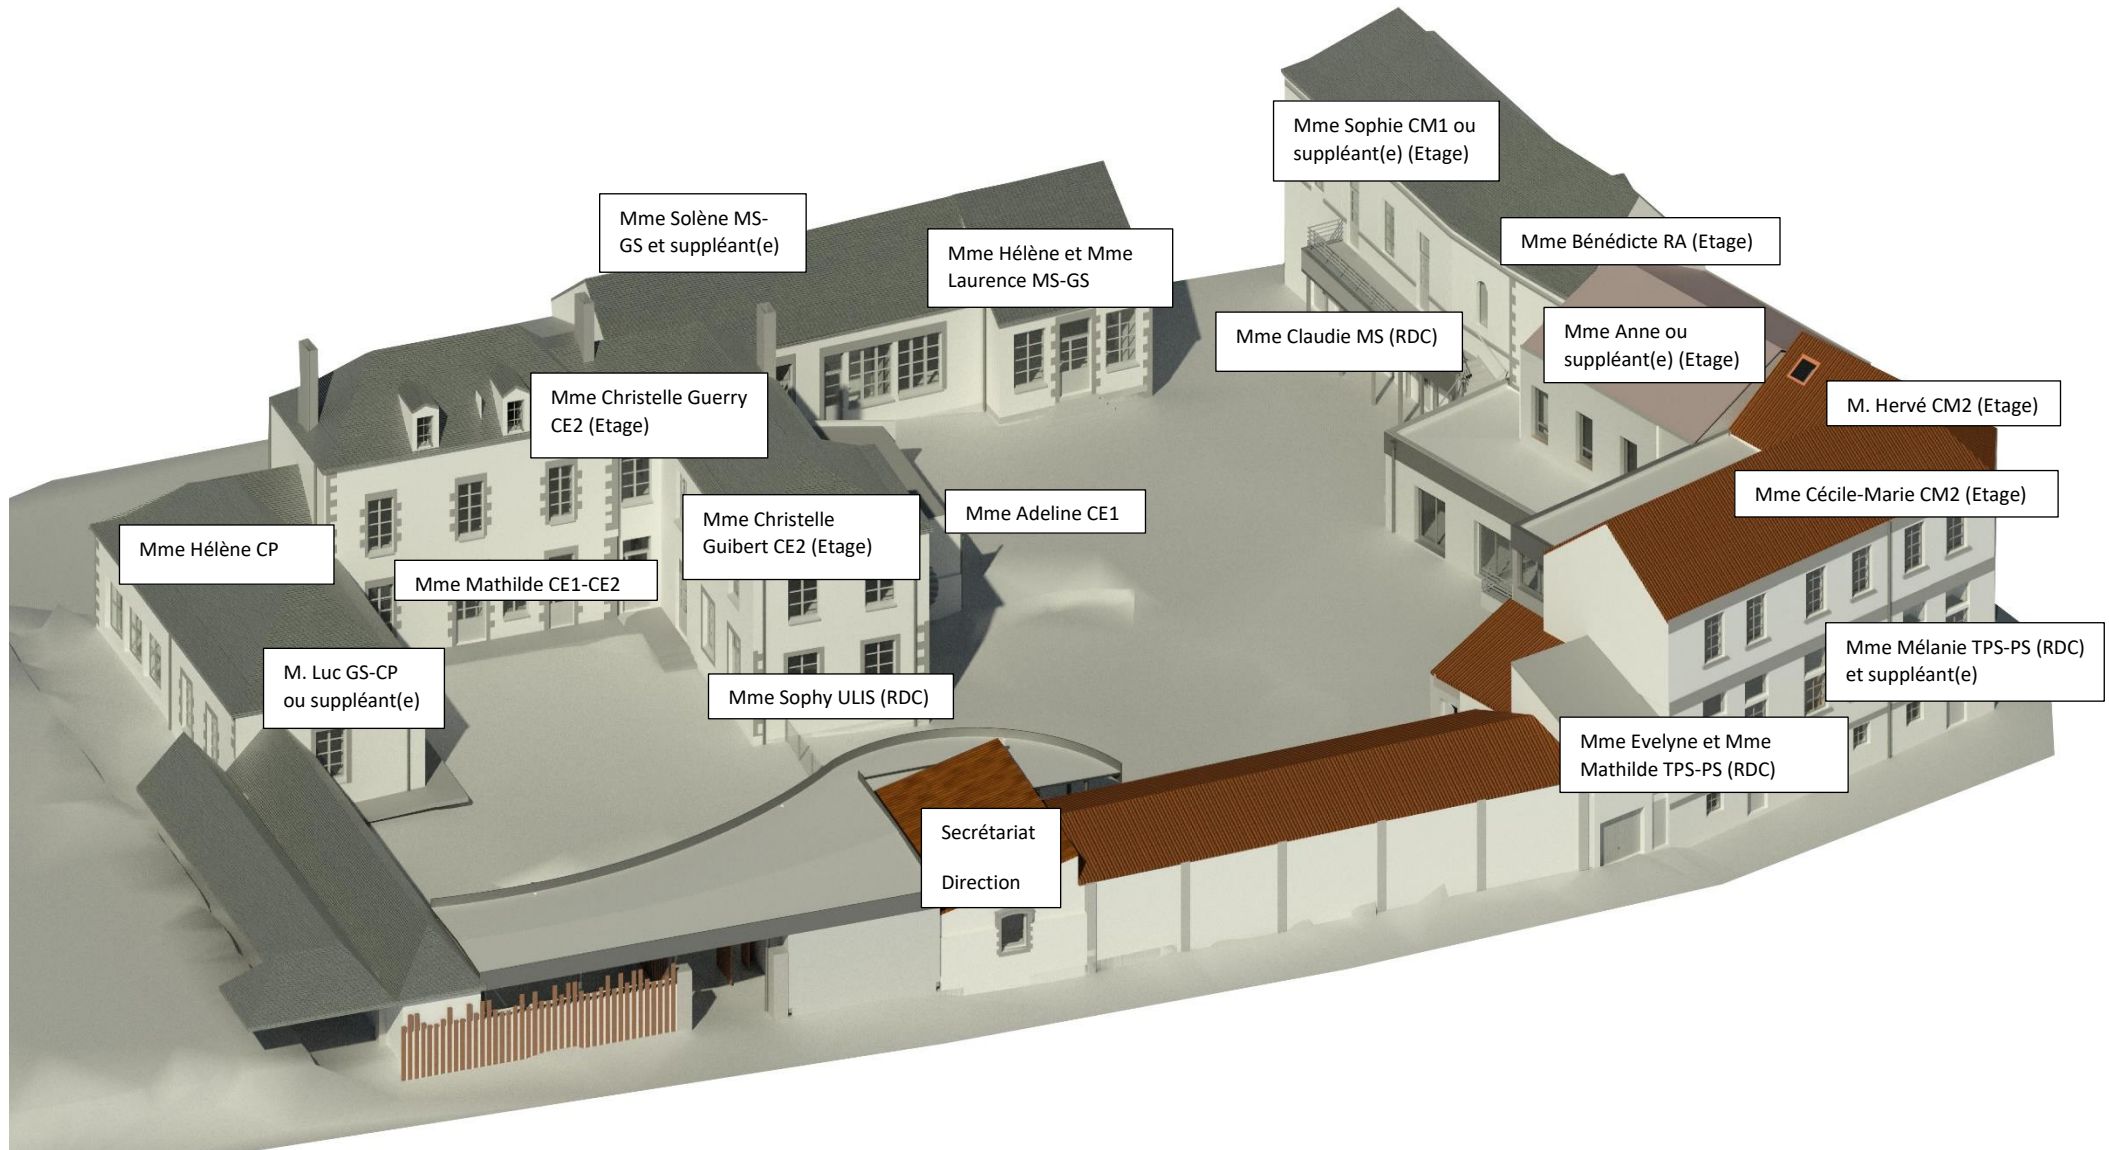 Mme Sophie CM1 ou
suppléant(e) (Etage)
Mme Solène MS-
GS et suppléant(e)
Mme Hélène et Mme
Laurence MS-GS
Mme Bénédicte RA (Etage)
Mme Claudie MS (RDC)
Mme Anne ou
suppléant(e) (Etage)
Mme Christelle Guerry
CE2 (Etage)
M. Hervé CM2 (Etage)
Mme Cécile-Marie CM2 (Etage)
Mme Christelle
Guibert CE2 (Etage)
Mme Adeline CE1
Mme Hélène CP
Mme Mathilde CE1-CE2
M. Luc GS-CP
ou suppléant(e)
Mme Sophy ULIS (RDC)
Mme Mélanie TPS-PS (RDC)
et suppléant(e)
Mme Evelyne et Mme
Mathilde TPS-PS (RDC)
Secrétariat
Direction